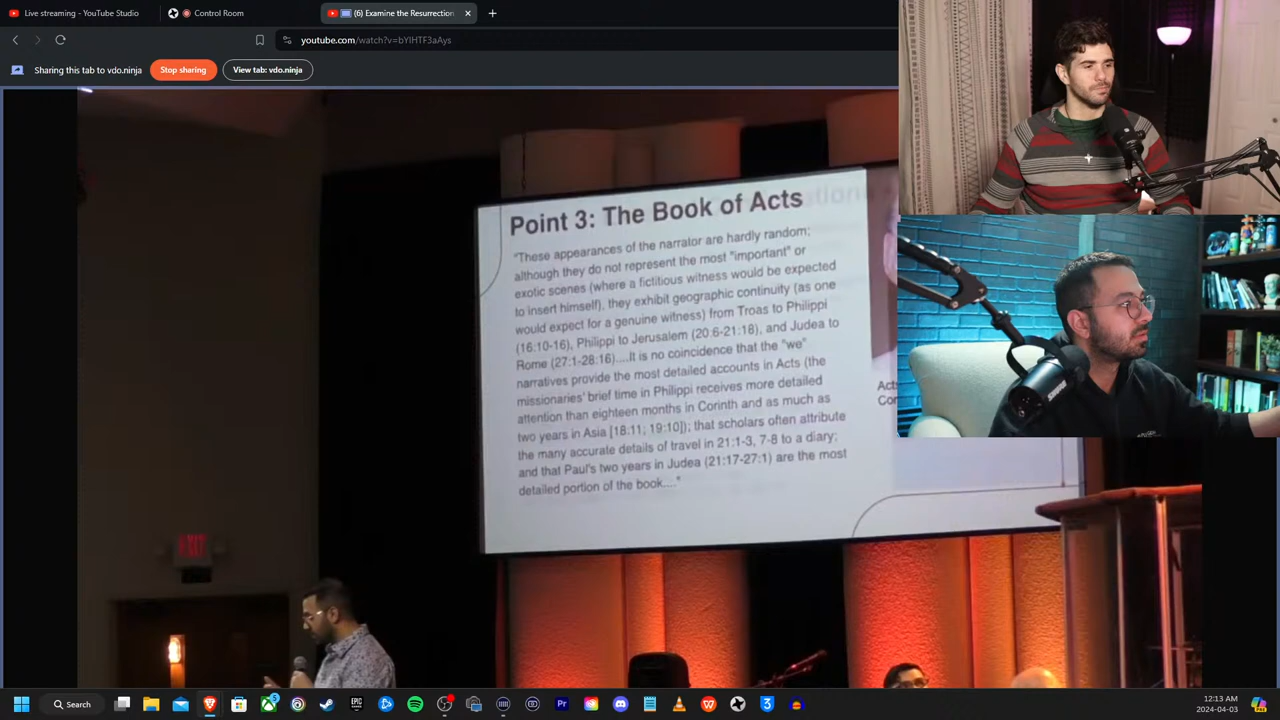 Live streaming - YouTube Studio
Control Room
(6) Examine the Resurrection
youtube.com/watch?v=bYlHTF3aAys
Sharing this tab to vdo.ninja
Stop sharing
View tab: vdo.ninja
Point 3: The Book of Acts
"These appearances of the narrator are hardly random;
although they do not represent the most "important" or
exotic scenes (where a fictitious witness would be expected
to insert himself), they exhibit geographic continuity (as one
would expect for a genuine witness) from Troas to Philippi
(16:10-16), Philippi to Jerusalem (20:6-21:18), and Judea to
Rome (27:1-28:16)....It is no coincidence that the "we"
narratives provide the most detailed accounts in Acts (the
missionaries' brief time in Philippi receives more detailed
attention than eighteen months in Corinth and as much as
two years in Asia [18:11; 19:10]); that scholars often attribute
the many accurate details of travel in 21:1-3, 7-8 to a diary;
and that Paul's two years in Judea (21:17-27:1) are the most
detailed portion of the book...."
EXIT
Search
12:13 AM
2024-04-03